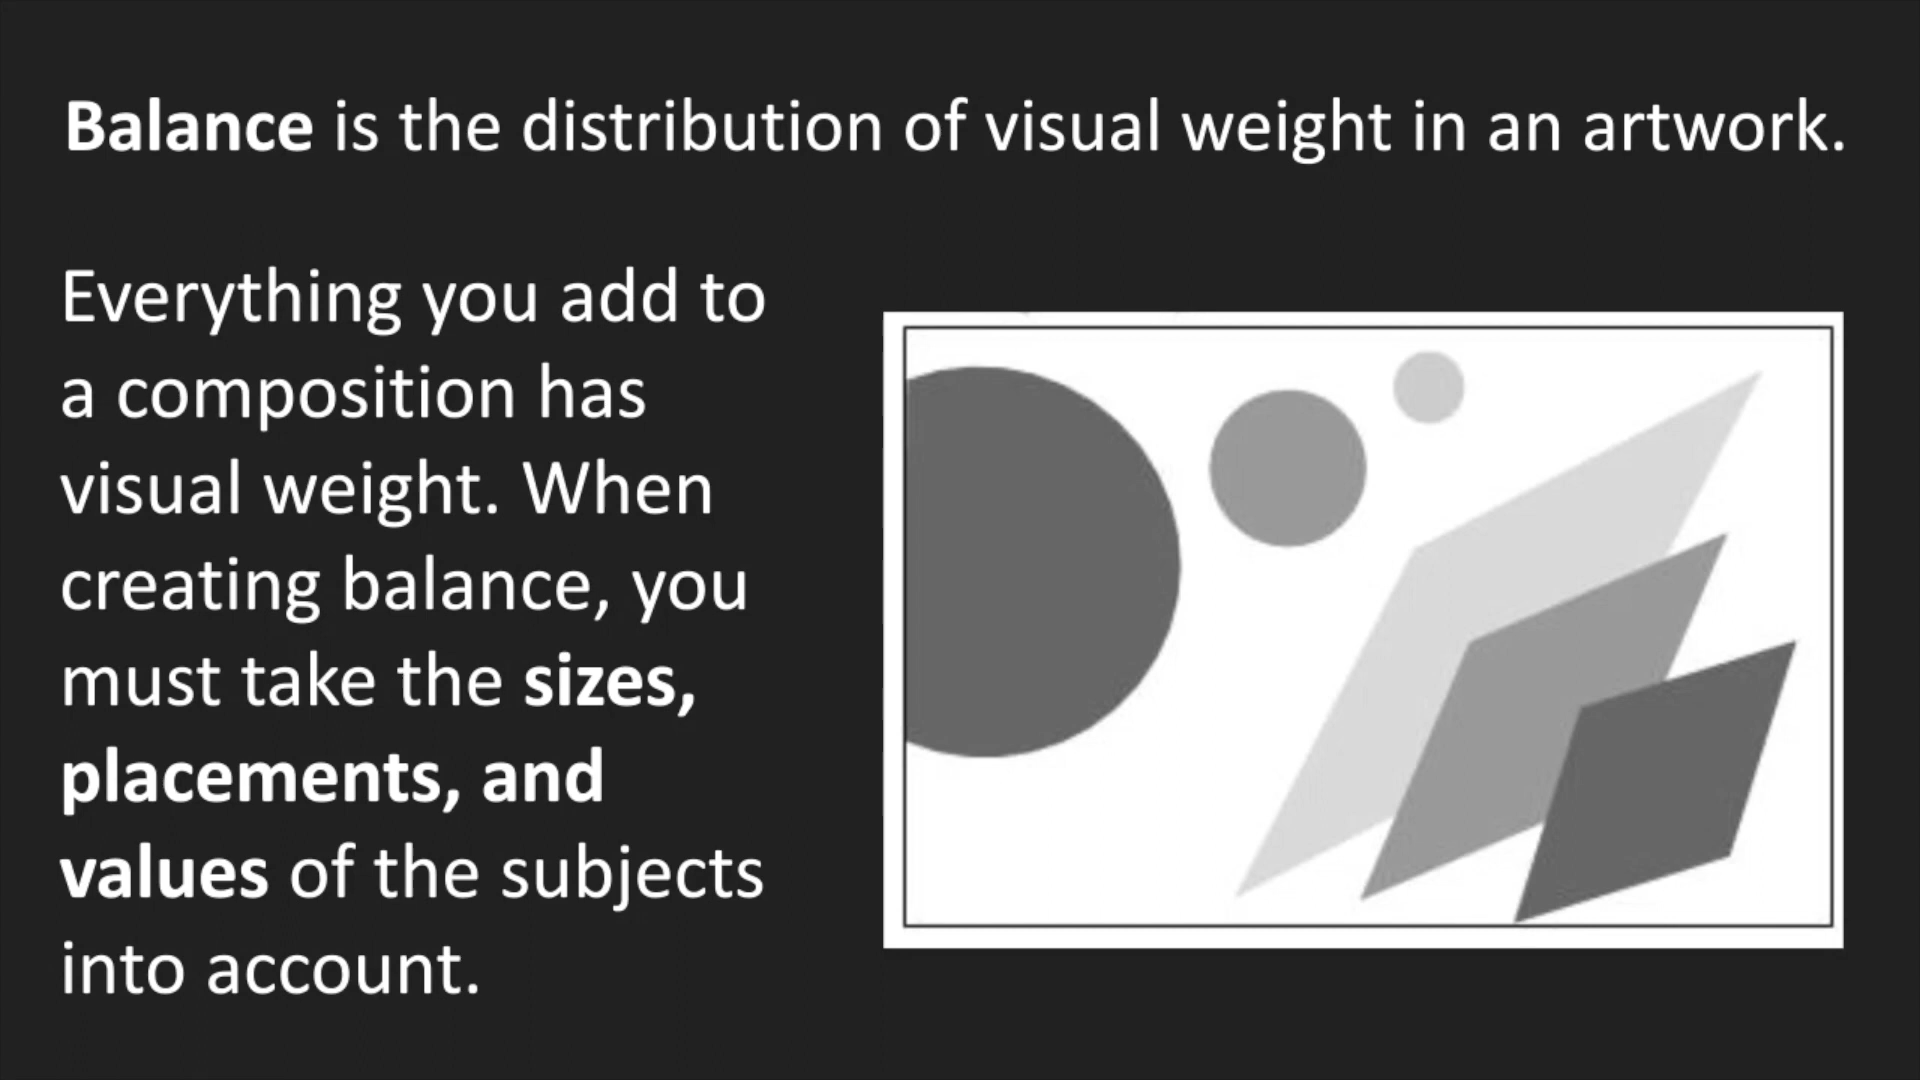 Balance is the distribution of visual weight in an artwork.
Everything you add to
a composition has
visual weight. When
creating balance, you
must take the sizes,
placements, and
values of the subjects
into account.